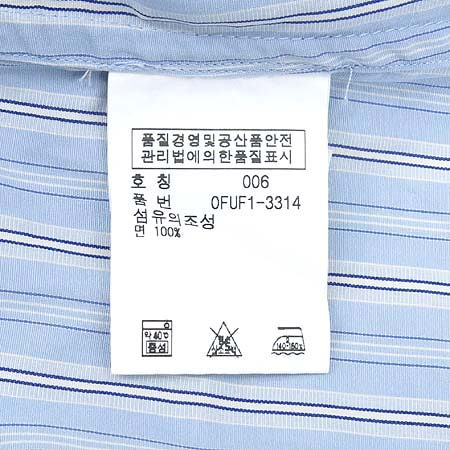 품질경영및공산품안전
관리법에의한품질표시
호 칭 006
품 번 0FUF1-3314
섬유의조성
면 100%
약 40℃
중성
140~160℃